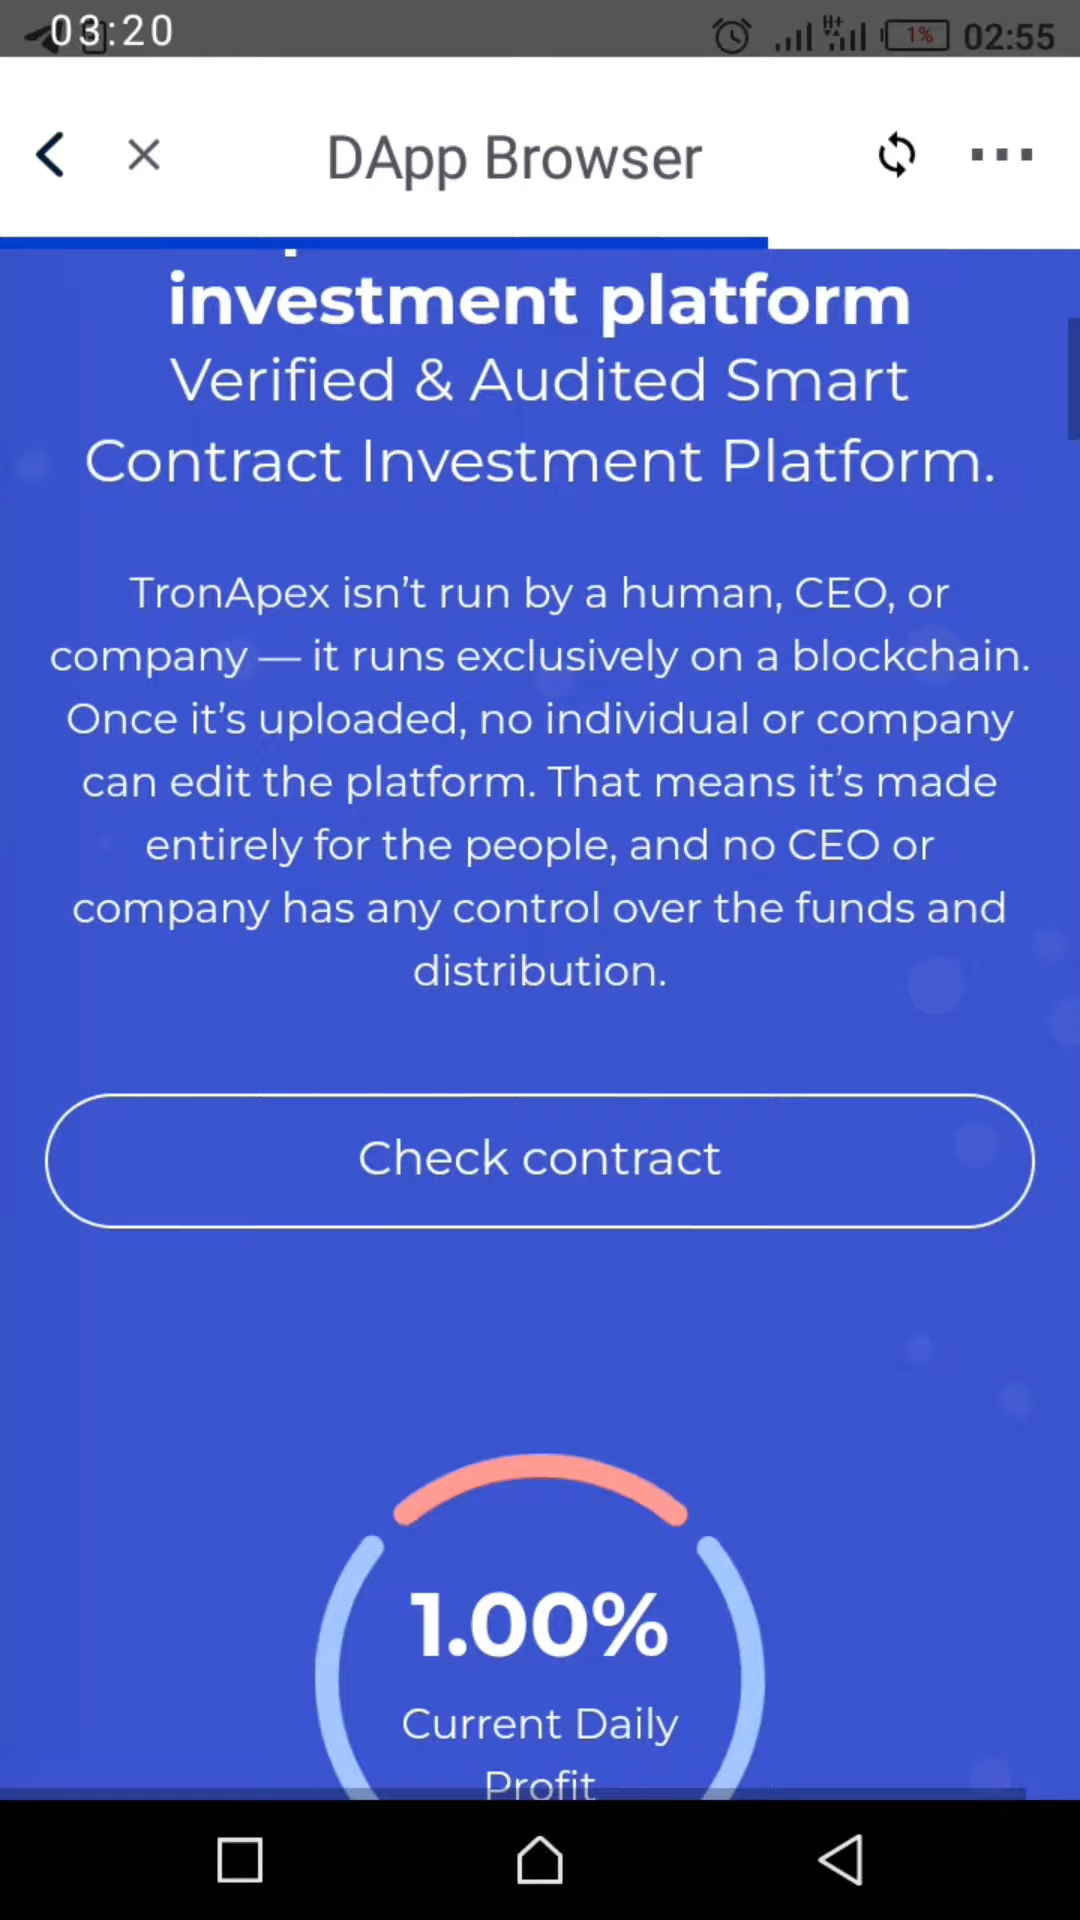 03:20
1% 02:55
DApp Browser
investment platform
Verified & Audited Smart
Contract Investment Platform.
TronApex isn't run by a human, CEO, or
company — it runs exclusively on a blockchain.
Once it's uploaded, no individual or company
can edit the platform. That means it's made
entirely for the people, and no CEO or
company has any control over the funds and
distribution.
Check contract
1.00%
Current Daily
Profit